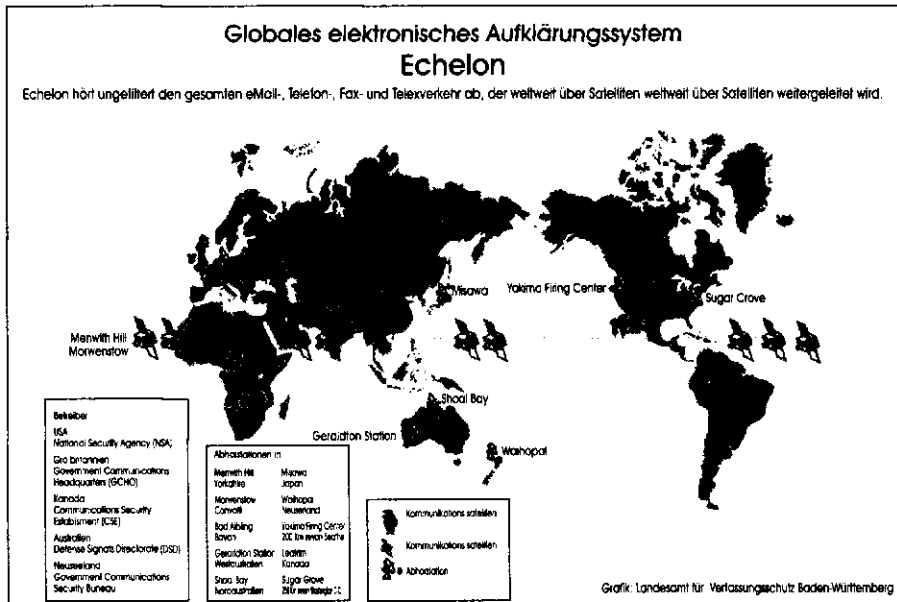 Globales elektronisches Aufklärungssystem
Echelon
Echelon hört ungefiltert den gesamten eMail-, Telefon-, Fax- und Telexverkehr ab, der weltweit über Satelliten weltweit über Satelliten weitergeleitet wird.
Misawa
Yakima Firing Center
Sugar Crove
Menwith Hill
Morwenstow
Shoal Bay
Geraldton Station
Waihopai
Betreiber
USA
National Security Agency (NSA)
Großbritannien
Government Communications
Headquarters (GCHO)
Kanada
Communications Security
Establisment (CSE)
Australien
Defense Signals Directorate (DSD)
Neuseeland
Government Communications
Security Bureau
Abhörstationen in
Menwith Hill Misawa
Yorkshire Japan
Morwenstow Waihopai
Cornwall Neuseeland
Bad Aibling Yakima Firing Center
Bayern 200 Km
Geraldton Station Leitrim
Westaustralien Kanada
Shoal Bay Sugar Grove
Nordaustralien
Kommunikations satelliten
Kommunikations satelliten
Abhörstation
Grafik: Landesamt für Verfassungsschutz Baden-Württemberg